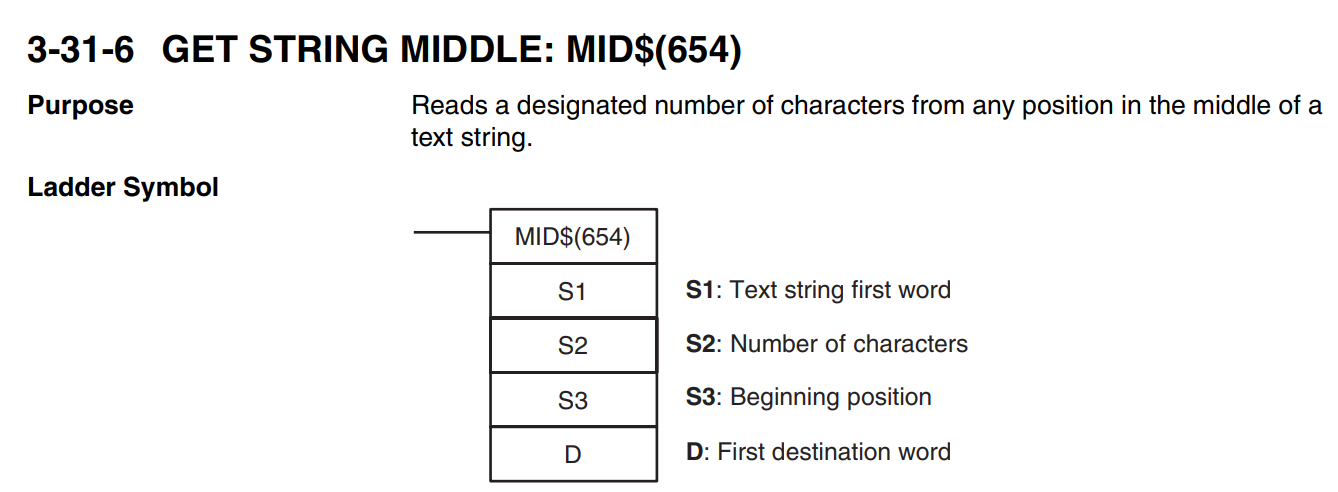 3-31-6 GET STRING MIDDLE: MID$(654)
Purpose
Reads a designated number of characters from any position in the middle of a
text string.
Ladder Symbol
MID$(654)
S1
S1: Text string first word
S2
S2: Number of characters
S3
S3: Beginning position
D
D: First destination word